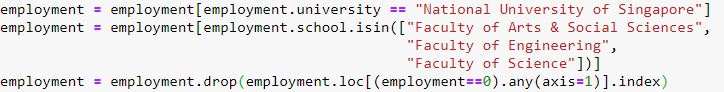 employment = employment[employment.university == "National University of Singapore"]
employment = employment[employment.school.isin(["Faculty of Arts & Social Sciences",
                                                "Faculty of Engineering",
                                                "Faculty of Science"])]
employment = employment.drop(employment.loc[(employment==0).any(axis=1)].index)